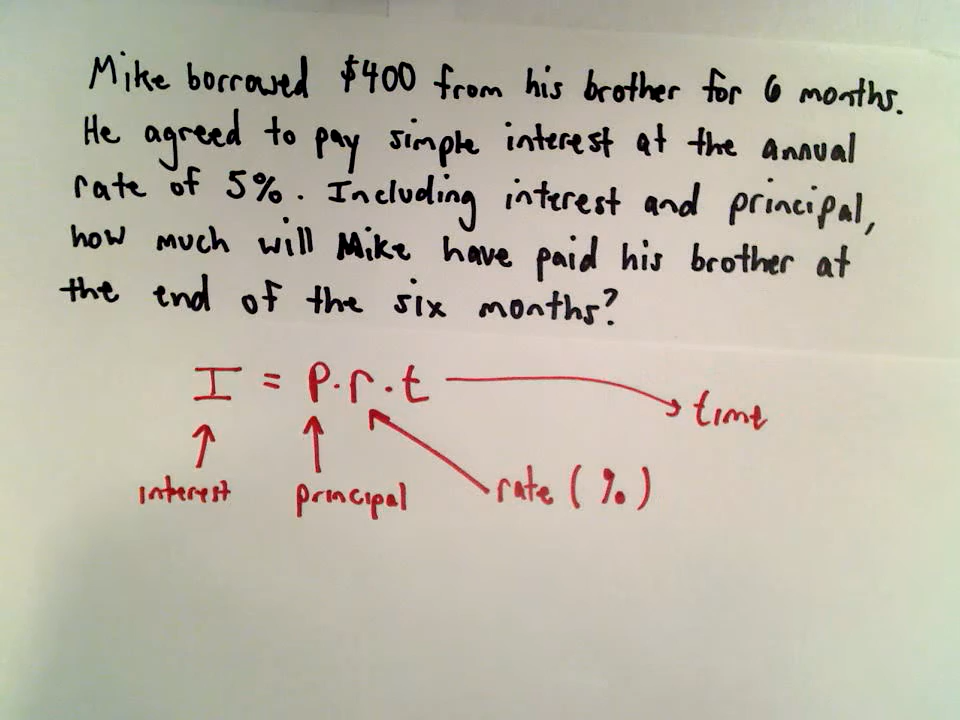 Mike borrowed $400 from his brother for 6 months.
He agreed to pay simple interest at the annual
rate of 5%. Including interest and principal,
how much will Mike have paid his brother at
the end of the six months?
I = P.r.t
time
interest
principal
rate (%)